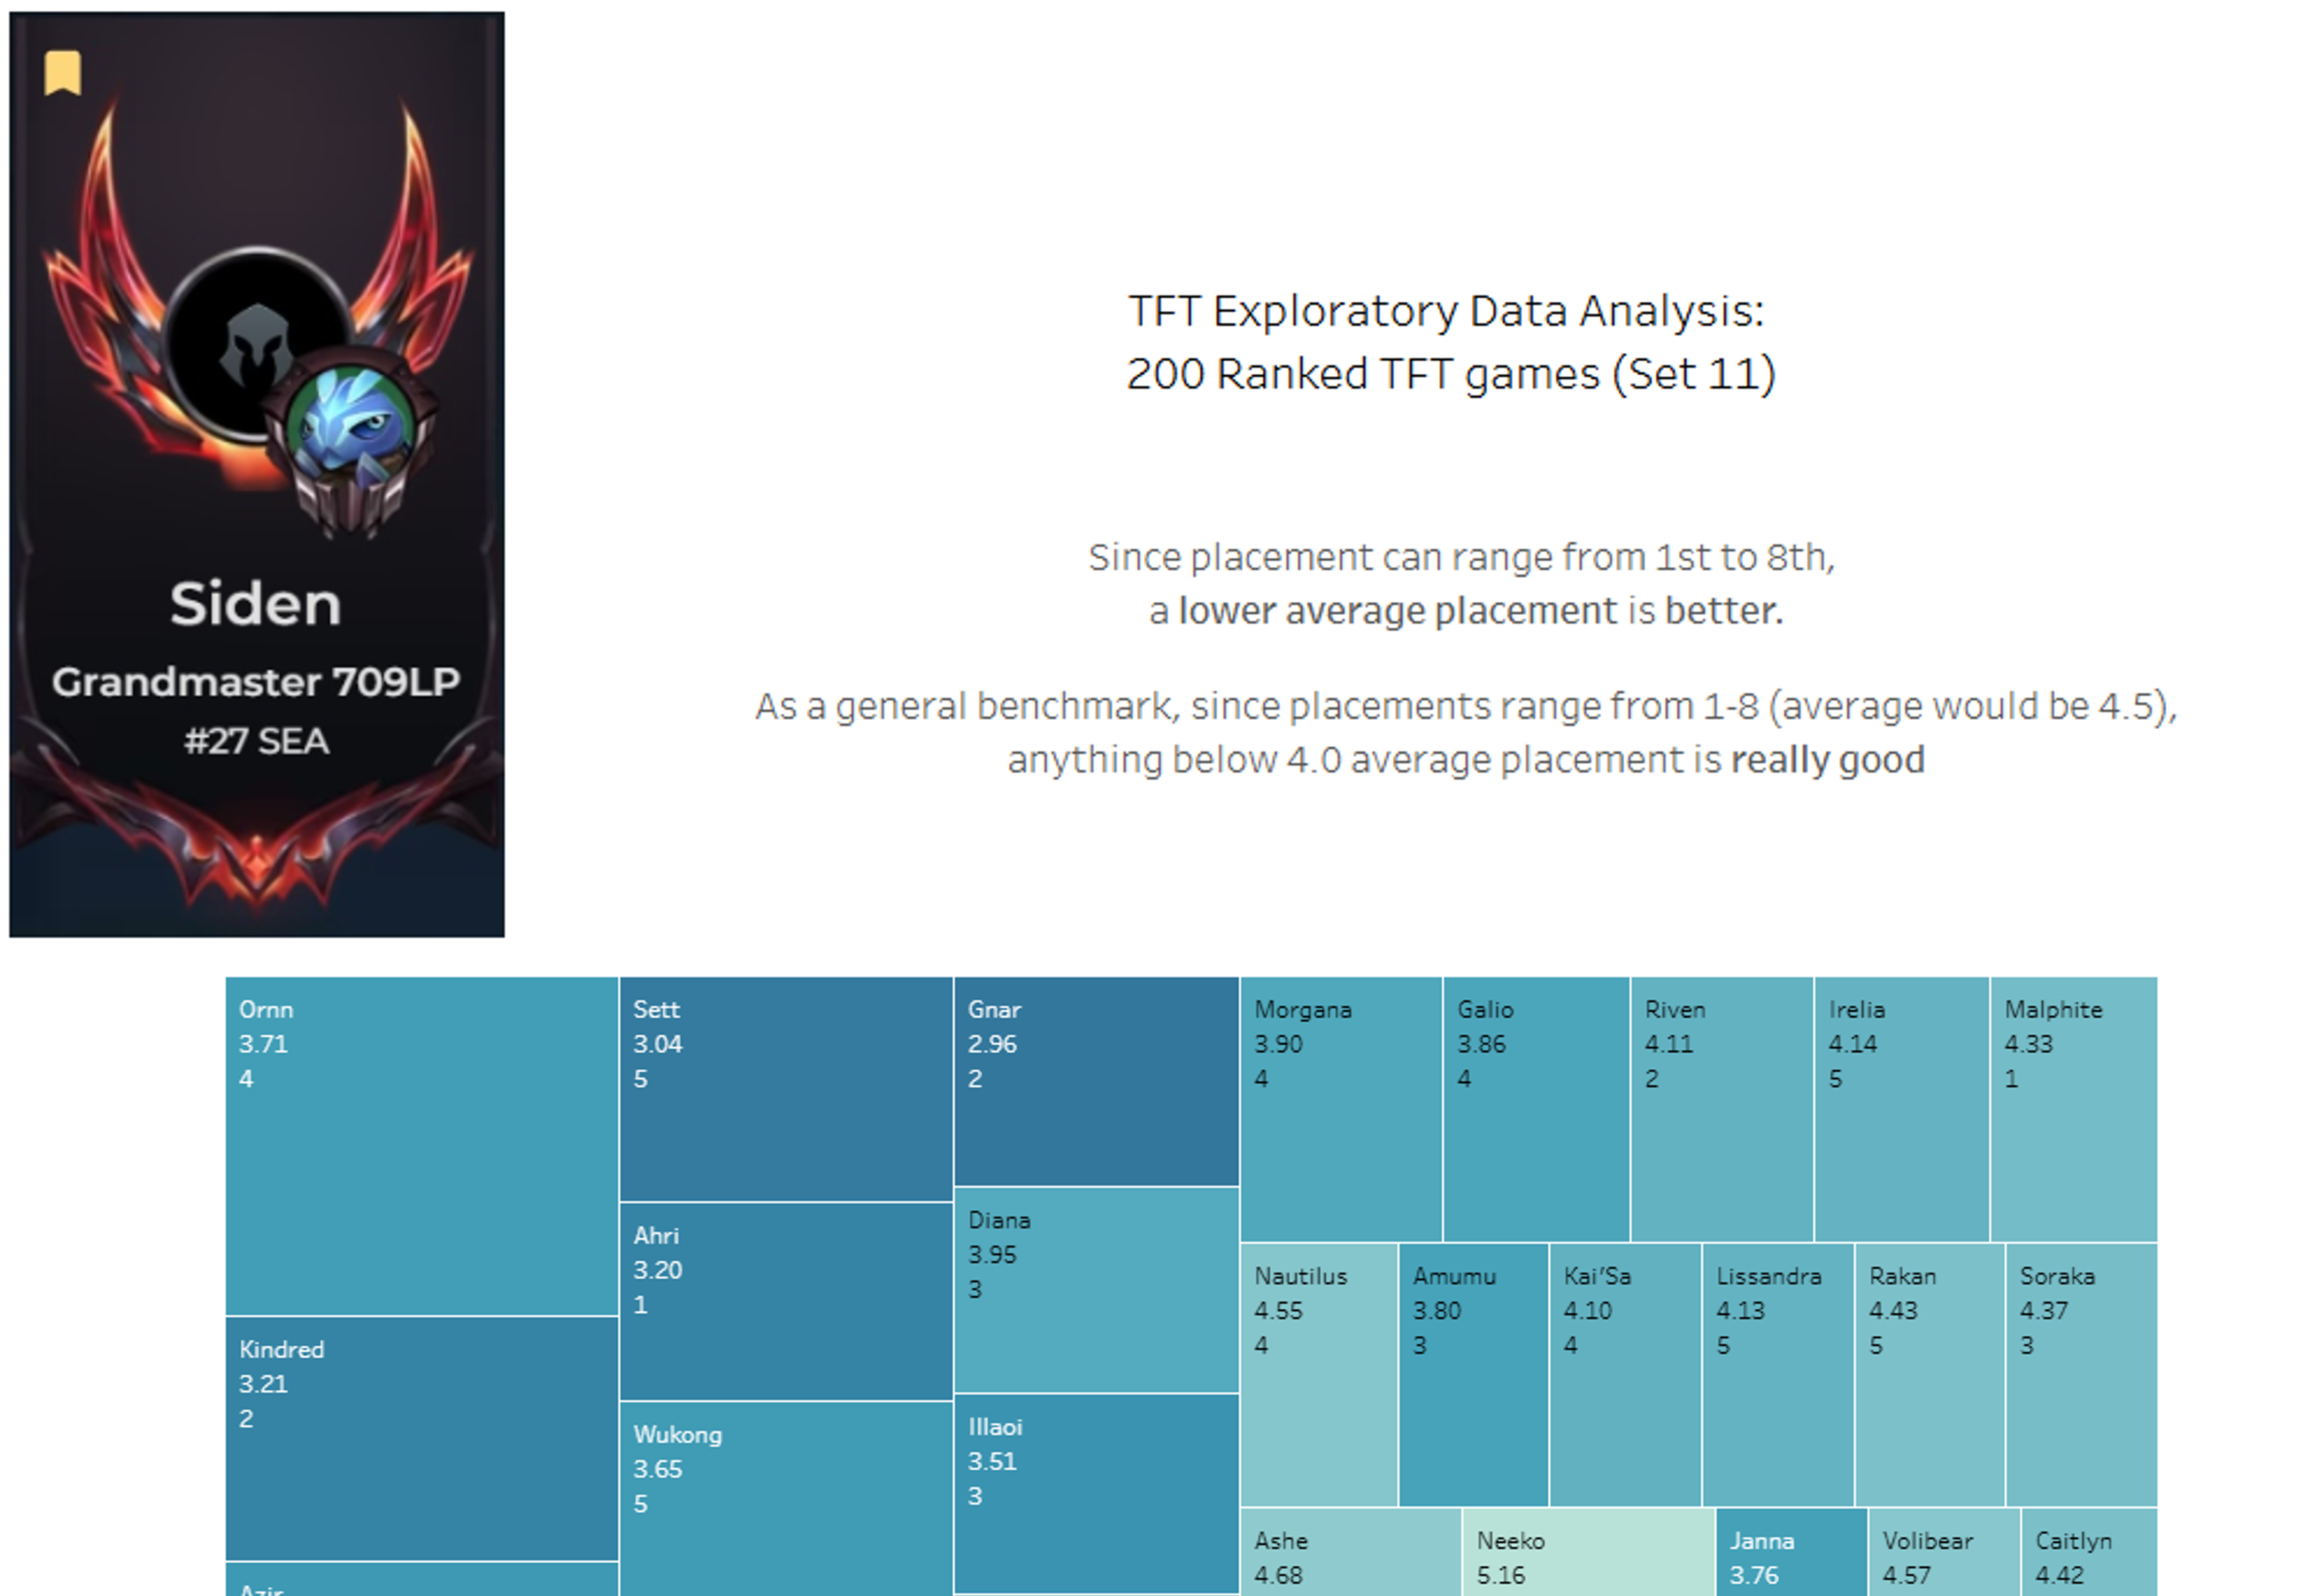 Siden
Grandmaster 709LP
#27 SEA
TFT Exploratory Data Analysis:
200 Ranked TFT games (Set 11)
Since placement can range from 1st to 8th,
a lower average placement is better.
As a general benchmark, since placements range from 1-8 (average would be 4.5),
anything below 4.0 average placement is really good
Ornn
3.71
4
Kindred
3.21
2
Azir
Sett
3.04
5
Ahri
3.20
1
Wukong
3.65
5
Gnar
2.96
2
Diana
3.95
3
Illaoi
3.51
3
Morgana
3.90
4
Galio
3.86
4
Riven
4.11
2
Irelia
4.14
5
Malphite
4.33
1
Nautilus
4.55
4
Amumu
3.80
3
Kai'Sa
4.10
4
Lissandra
4.13
5
Rakan
4.43
5
Soraka
4.37
3
Ashe
4.68
Neeko
5.16
Janna
3.76
Volibear
4.57
Caitlyn
4.42